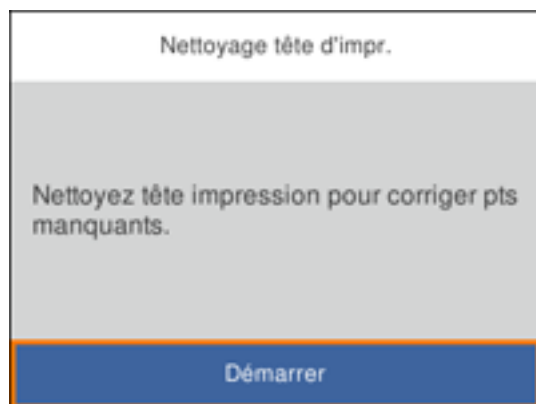 Nettoyage tête d'impr.
Nettoyez tête impression pour corriger pts
manquants.
Démarrer